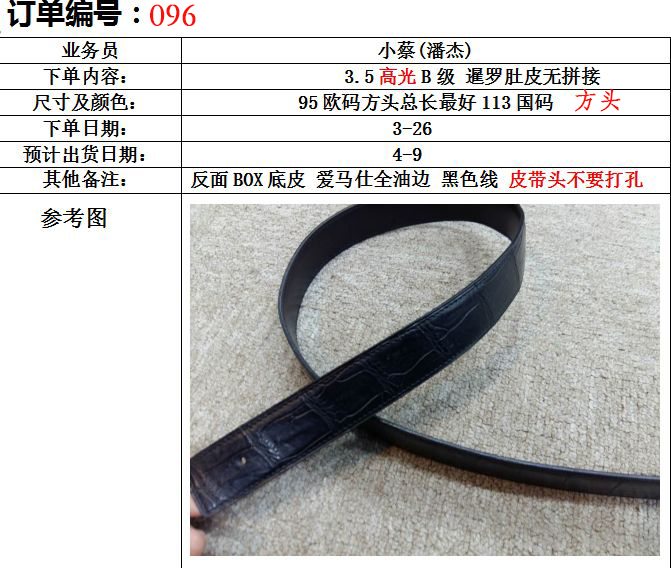 订单编号：096
业务员 小蔡(潘杰)
下单内容： 3.5 高光 B 级 暹罗肚皮无拼接
尺寸及颜色： 95 欧码方头总长最好 113 国码 方头
下单日期： 3-26
预计出货日期： 4-9
其他备注： 反面 BOX 底皮 爱马仕全油边 黑色线 皮带头不要打孔
参考图